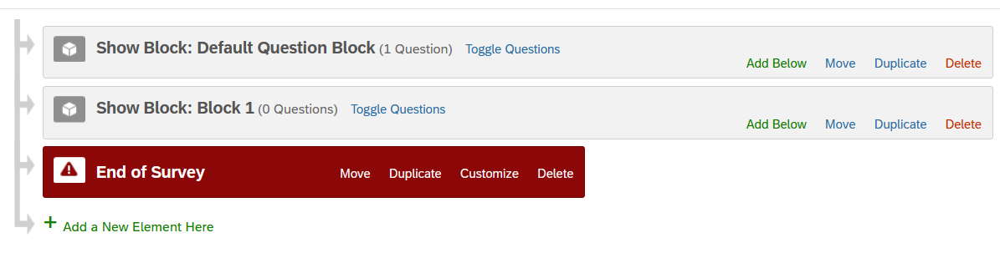 Show Block: Default Question Block (1 Question) Toggle Questions
Add Below Move Duplicate Delete
Show Block: Block 1 (0 Questions) Toggle Questions
Add Below Move Duplicate Delete
End of Survey Move Duplicate Customize Delete
+ Add a New Element Here